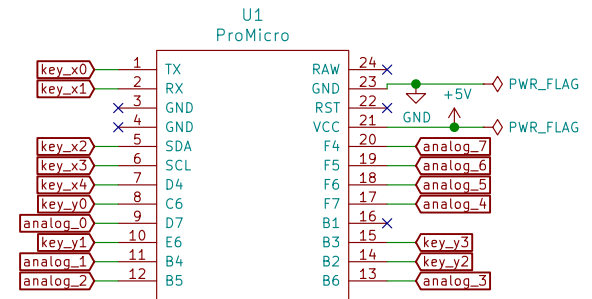 U1
ProMicro
key_x0 1 TX RAW 24
key_x1 2 RX GND 23 PWR_FLAG
3 GND RST 22 GND +5V
4 GND VCC 21 PWR_FLAG
key_x2 5 SDA F4 20 analog_7
key_x3 6 SCL F5 19 analog_6
key_x4 7 D4 F6 18 analog_5
key_y0 8 C6 F7 17 analog_4
analog_0 9 D7 B1 16
key_y1 10 E6 B3 15 key_y3
analog_1 11 B4 B2 14 key_y2
analog_2 12 B5 B6 13 analog_3